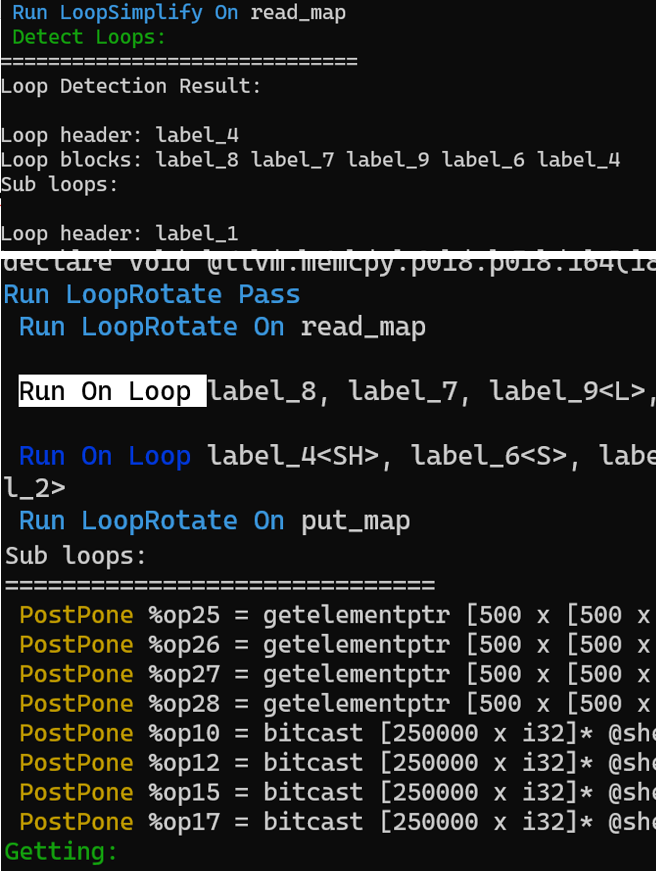 Run LoopSimplify On read_map
Detect Loops:
==============================
Loop Detection Result:
Loop header: label_4
Loop blocks: label_8 label_7 label_9 label_6 label_4
Sub loops:
Loop header: label_1
declare void @llvm.memcpy.p0i8.p0i8.i64(i8
Run LoopRotate Pass
Run LoopRotate On read_map
Run On Loop label_8, label_7, label_9<L>,
Run On Loop label_4<SH>, label_6<S>, labe
l_2>
Run LoopRotate On put_map
Sub loops:
==============================
PostPone %op25 = getelementptr [500 x [500 x
PostPone %op26 = getelementptr [500 x [500 x
PostPone %op27 = getelementptr [500 x [500 x
PostPone %op28 = getelementptr [500 x [500 x
PostPone %op10 = bitcast [250000 x i32]* @she
PostPone %op12 = bitcast [250000 x i32]* @she
PostPone %op15 = bitcast [250000 x i32]* @she
PostPone %op17 = bitcast [250000 x i32]* @she
Getting: